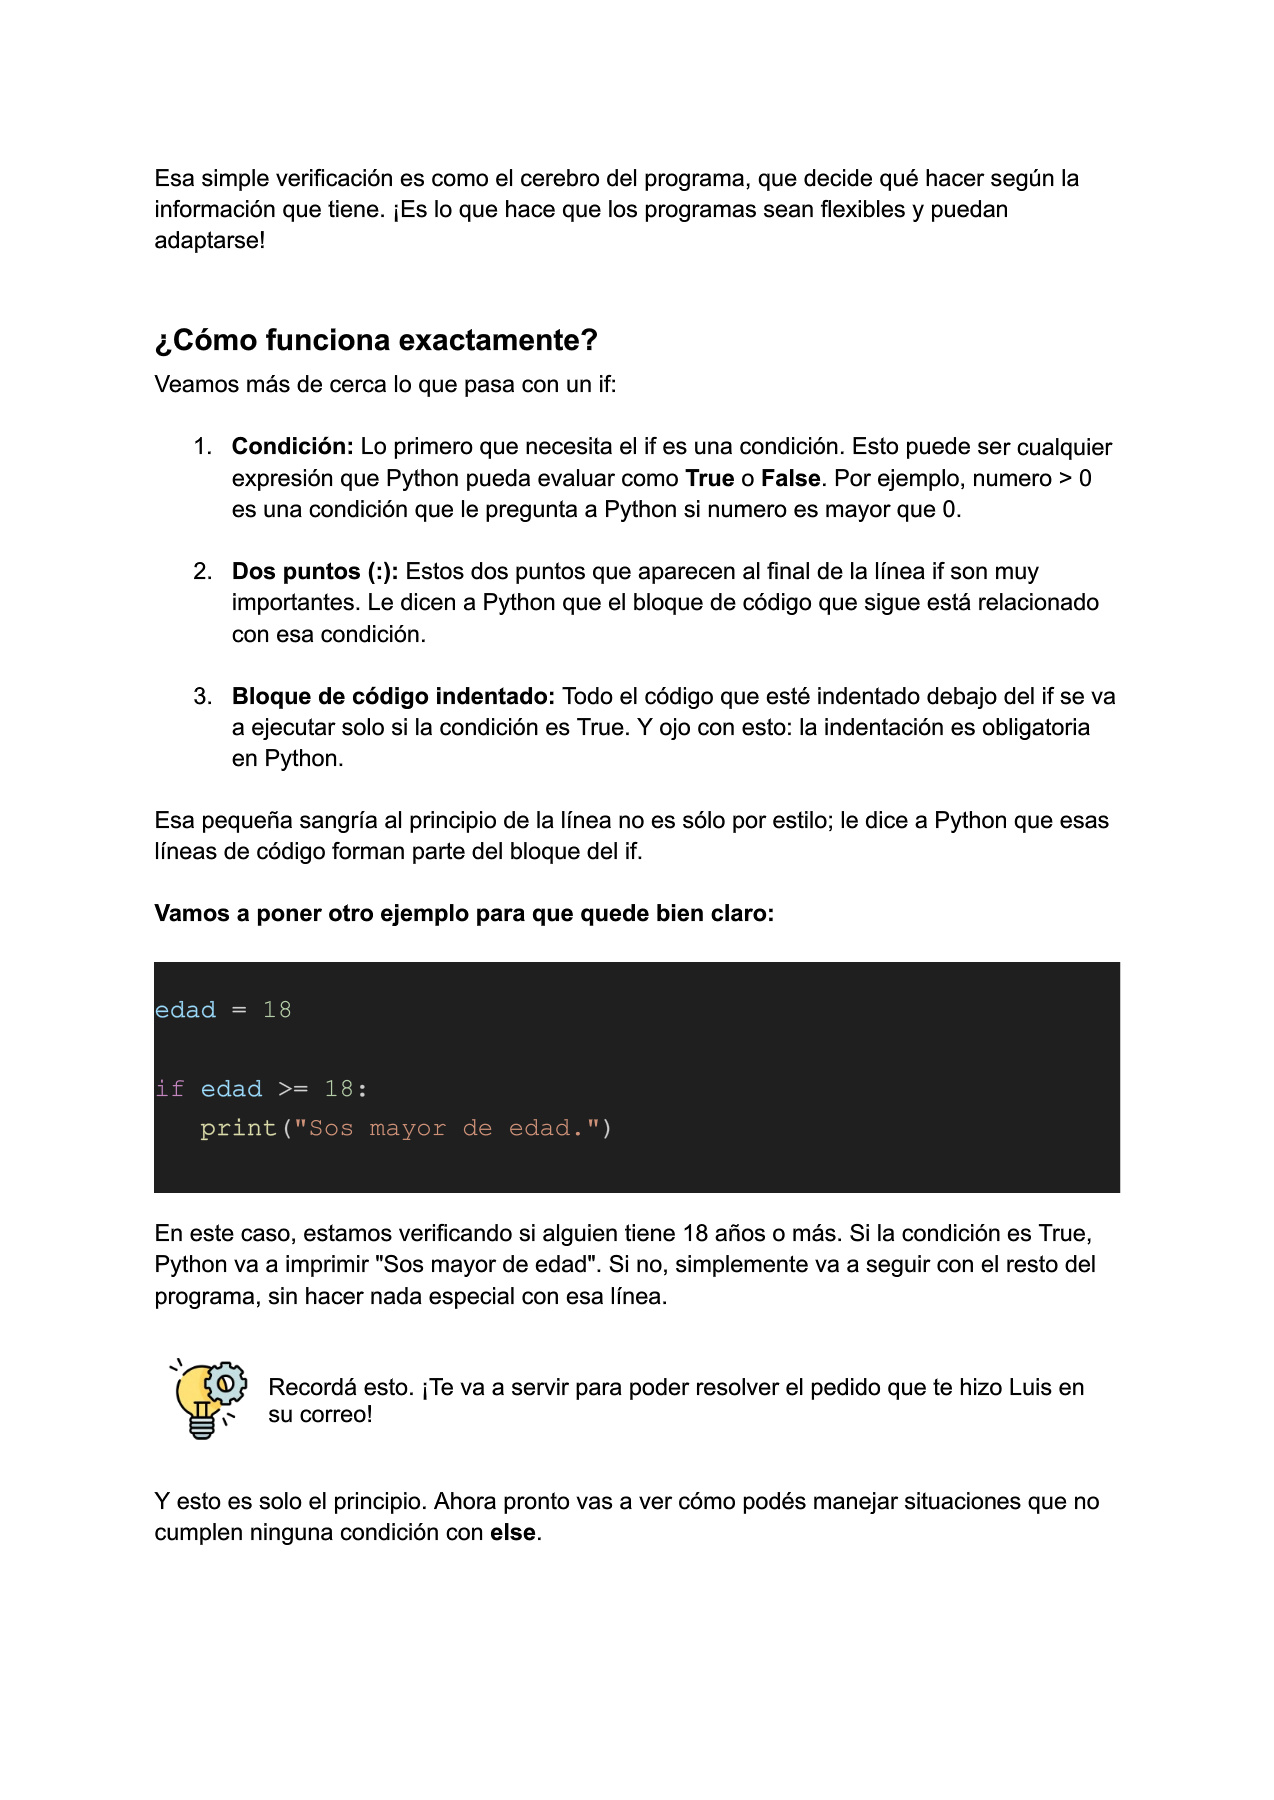 Esa simple verificación es como el cerebro del programa, que decide qué hacer según la
información que tiene. ¡Es lo que hace que los programas sean flexibles y puedan
adaptarse!
¿Cómo funciona exactamente?
Veamos más de cerca lo que pasa con un if:
1. Condición: Lo primero que necesita el if es una condición. Esto puede ser cualquier
expresión que Python pueda evaluar como True o False. Por ejemplo, numero > 0
es una condición que le pregunta a Python si numero es mayor que 0.
2. Dos puntos (:): Estos dos puntos que aparecen al final de la línea if son muy
importantes. Le dicen a Python que el bloque de código que sigue está relacionado
con esa condición.
3. Bloque de código indentado: Todo el código que esté indentado debajo del if se va
a ejecutar solo si la condición es True. Y ojo con esto: la indentación es obligatoria
en Python.
Esa pequeña sangría al principio de la línea no es sólo por estilo; le dice a Python que esas
líneas de código forman parte del bloque del if.
Vamos a poner otro ejemplo para que quede bien claro:
edad = 18
if edad >= 18:
   print("Sos mayor de edad.")
En este caso, estamos verificando si alguien tiene 18 años o más. Si la condición es True,
Python va a imprimir "Sos mayor de edad". Si no, simplemente va a seguir con el resto del
programa, sin hacer nada especial con esa línea.
Recordá esto. ¡Te va a servir para poder resolver el pedido que te hizo Luis en
su correo!
Y esto es solo el principio. Ahora pronto vas a ver cómo podés manejar situaciones que no
cumplen ninguna condición con else.